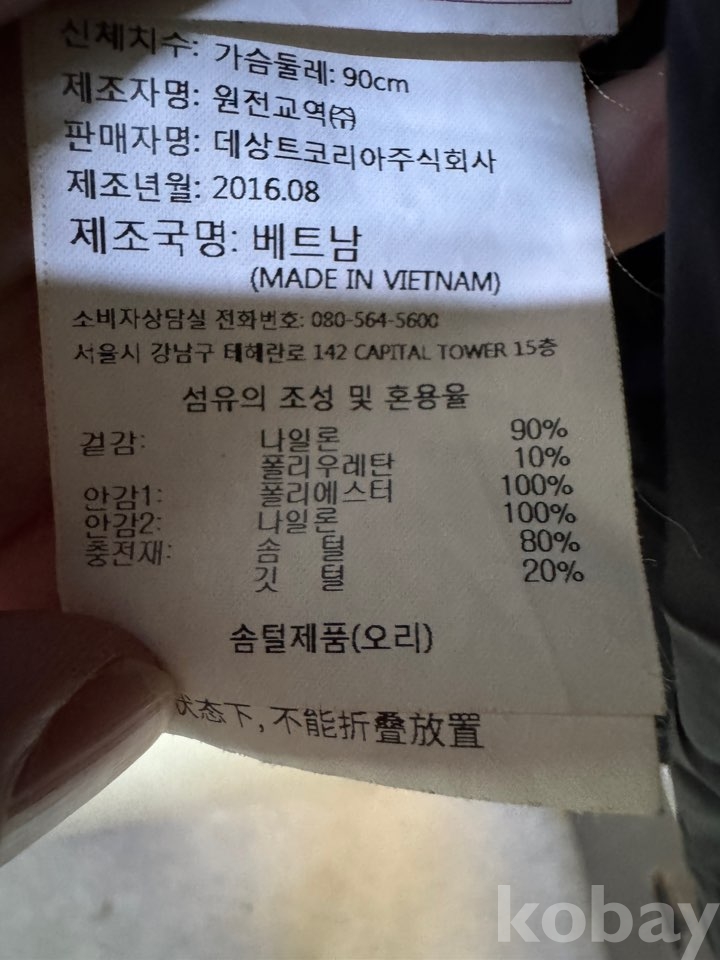 신체치수: 가슴둘레: 90cm
제조자명: 원전교역㈜
판매자명: 데상트코리아주식회사
제조년월: 2016.08
제조국명: 베트남
(MADE IN VIETNAM)
소비자상담실 전화번호: 080-564-5600
서울시 강남구 테헤란로 142 CAPITAL TOWER 15층
섬유의 조성 및 혼용율
겉감: 나일론 90%
폴리우레탄 10%
안감1: 폴리에스터 100%
안감2: 나일론 100%
충전재: 솜 털 80%
깃 털 20%
솜털제품(오리)
状态下,不能折叠放置
kobay